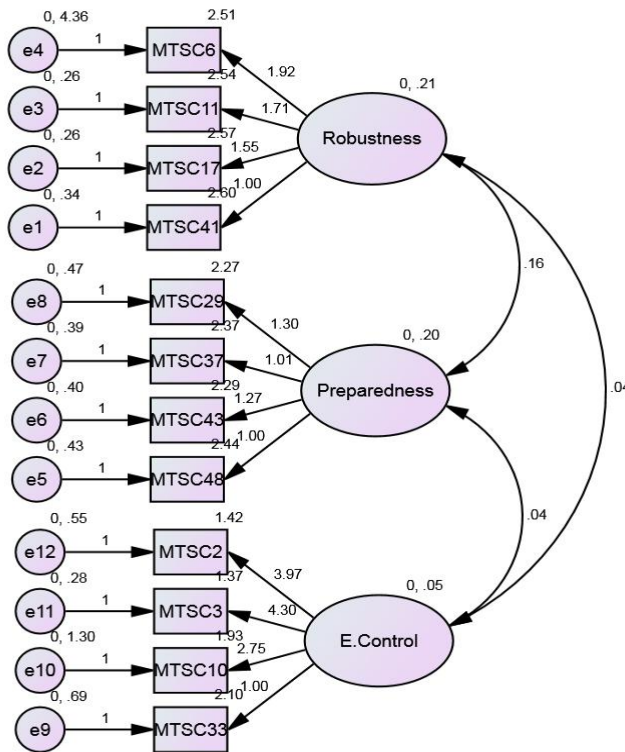 0, 4.36
e4
1
2.51
MTSC6
1.92
0, .26
e3
1
2.54
MTSC11
1.71
0, .26
e2
1
2.57
MTSC17
1.55
0, .34
e1
1
2.60
MTSC41
1.00
0, .21
Robustness
.16
0, .47
e8
1
2.27
MTSC29
1.30
0, .39
e7
1
2.37
MTSC37
1.01
0, .40
e6
1
2.29
MTSC43
1.27
0, .43
e5
1
2.44
MTSC48
1.00
0, .20
Preparedness
.04
.04
0, .55
e12
1
1.42
MTSC2
3.97
0, .28
e11
1
1.37
MTSC3
4.30
0, 1.30
e10
1
1.93
MTSC10
2.75
0, .69
e9
1
2.10
MTSC33
1.00
0, .05
E.Control